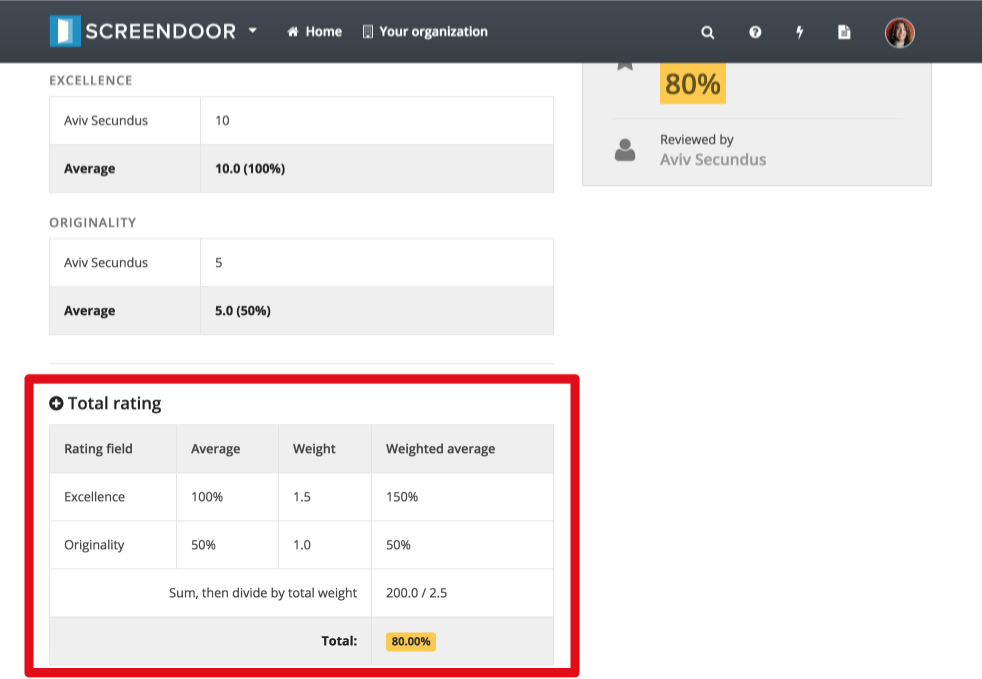 SCREENDOOR Home Your organization
EXCELLENCE
Aviv Secundus 10
Average 10.0 (100%)
ORIGINALITY
Aviv Secundus 5
Average 5.0 (50%)
80%
Reviewed by
Aviv Secundus
Total rating
Rating field Average Weight Weighted average
Excellence 100% 1.5 150%
Originality 50% 1.0 50%
Sum, then divide by total weight 200.0 / 2.5
Total: 80.00%